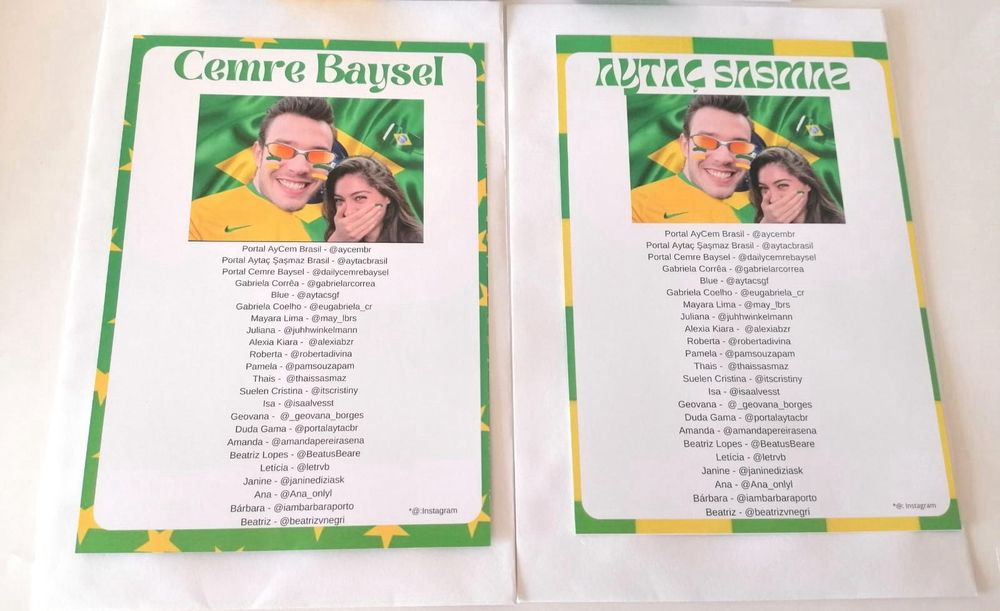 Cemre Baysel
Portal AyCem Brasil - @aycembr
Portal Aytaç Şaşmaz Brasil - @aytacbrasil
Portal Cemre Baysel - @dailycemrebaysel
Gabriela Corrêa - @gabrielarcorrea
Blue - @aytacsgf
Gabriela Coelho - @eugabriela_cr
Mayara Lima - @may_lbrs
Juliana - @juhhwinkelmann
Alexia Kiara - @alexiabzr
Roberta - @robertadivina
Pamela - @pamsouzapam
Thais - @thaissasmaz
Suelen Cristina - @itscristiny
Isa - @isaalvesst
Geovana - @_geovana_borges
Duda Gama - @portalaytacbr
Amanda - @amandapereirasena
Beatriz Lopes - @BeatusBeare
Letícia - @letrvb
Janine - @janinediziask
Ana - @Ana_onlyl
Bárbara - @iambarbaraporto
Beatriz - @beatrizvnegri
*@:Instagram
AYTAÇ SASMAZ
Portal AyCem Brasil - @aycembr
Portal Aytaç Şaşmaz Brasil - @aytacbrasil
Portal Cemre Baysel - @dailycemrebaysel
Gabriela Corrêa - @gabrielarcorrea
Blue - @aytacsgf
Gabriela Coelho - @eugabriela_cr
Mayara Lima - @may_lbrs
Juliana - @juhhwinkelmann
Alexia Kiara - @alexiabzr
Roberta - @robertadivina
Pamela - @pamsouzapam
Thais - @thaissasmaz
Suelen Cristina - @itscristiny
Isa - @isaalvesst
Geovana - @_geovana_borges
Duda Gama - @portalaytacbr
Amanda - @amandapereirasena
Beatriz Lopes - @BeatusBeare
Letícia - @letrvb
Janine - @janinediziask
Ana - @Ana_onlyl
Bárbara - @iambarbaraporto
Beatriz - @beatrizvnegri
*@: Instagram